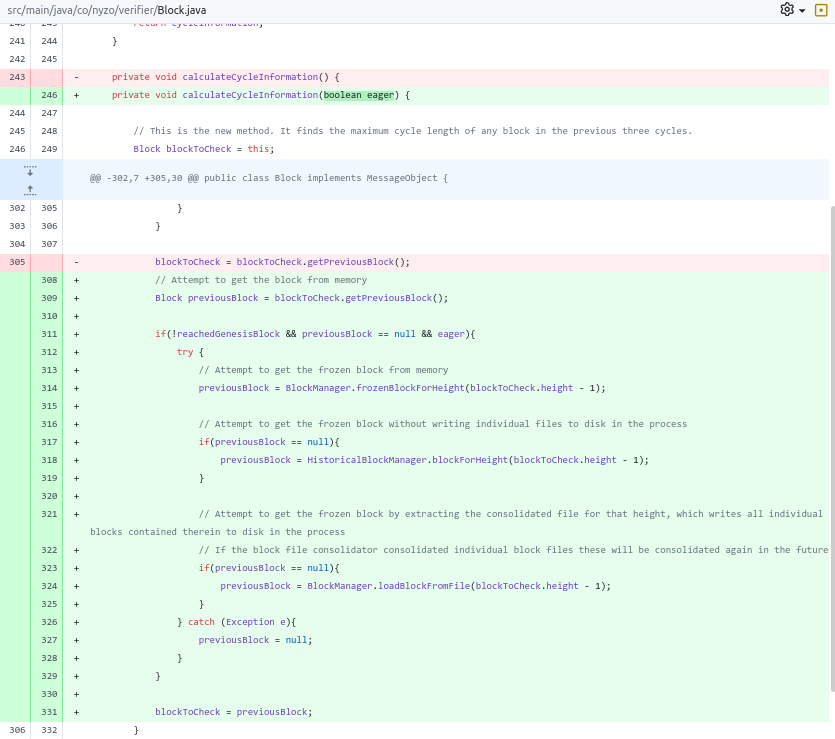 src/main/java/co/nyzo/verifier/Block.java
240 243 return cycleInformation;
241 244 }
242 245
243 - private void calculateCycleInformation() {
246 + private void calculateCycleInformation(boolean eager) {
244 247
245 248 // This is the new method. It finds the maximum cycle length of any block in the previous three cycles.
246 249 Block blockToCheck = this;
@@ -302,7 +305,30 @@ public class Block implements MessageObject {
302 305 }
303 306 }
304 307
305 - blockToCheck = blockToCheck.getPreviousBlock();
308 + // Attempt to get the block from memory
309 + Block previousBlock = blockToCheck.getPreviousBlock();
310 +
311 + if(!reachedGenesisBlock && previousBlock == null && eager){
312 + try {
313 + // Attempt to get the frozen block from memory
314 + previousBlock = BlockManager.frozenBlockForHeight(blockToCheck.height - 1);
315 +
316 + // Attempt to get the frozen block without writing individual files to disk in the process
317 + if(previousBlock == null){
318 + previousBlock = HistoricalBlockManager.blockForHeight(blockToCheck.height - 1);
319 + }
320 +
321 + // Attempt to get the frozen block by extracting the consolidated file for that height, which writes all individual
blocks contained therein to disk in the process
322 + // If the block file consolidator consolidated individual block files these will be consolidated again in the future
323 + if(previousBlock == null){
324 + previousBlock = BlockManager.loadBlockFromFile(blockToCheck.height - 1);
325 + }
326 + } catch (Exception e){
327 + previousBlock = null;
328 + }
329 + }
330 +
331 + blockToCheck = previousBlock;
306 332 }